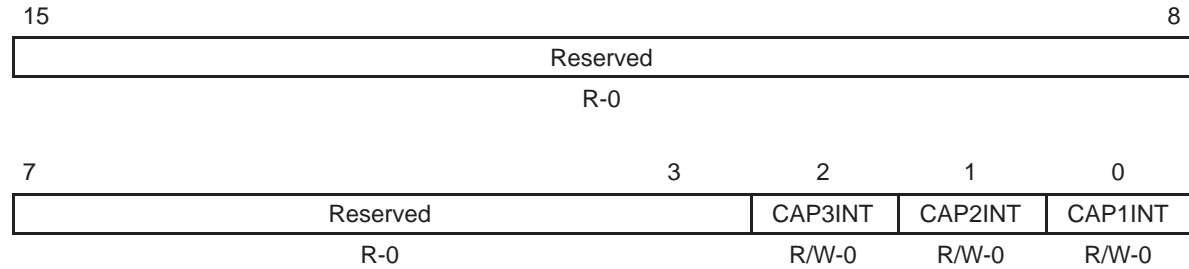 15 8
Reserved
R-0
7 3 2 1 0
Reserved CAP3INT CAP2INT CAP1INT
R-0 R/W-0 R/W-0 R/W-0